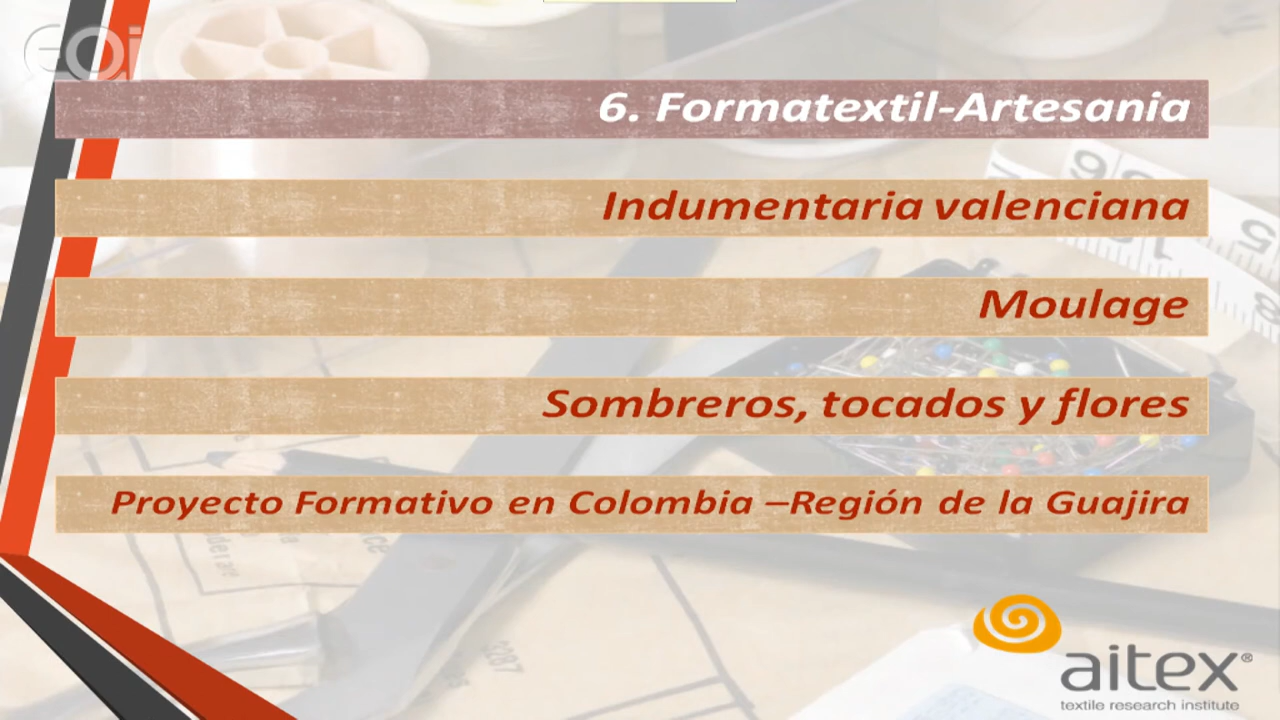 EOi
6. Formatextil-Artesania
Indumentaria valenciana
Moulage
Sombreros, tocados y flores
Proyecto Formativo en Colombia –Región de la Guajira
aitex®
textile research institute